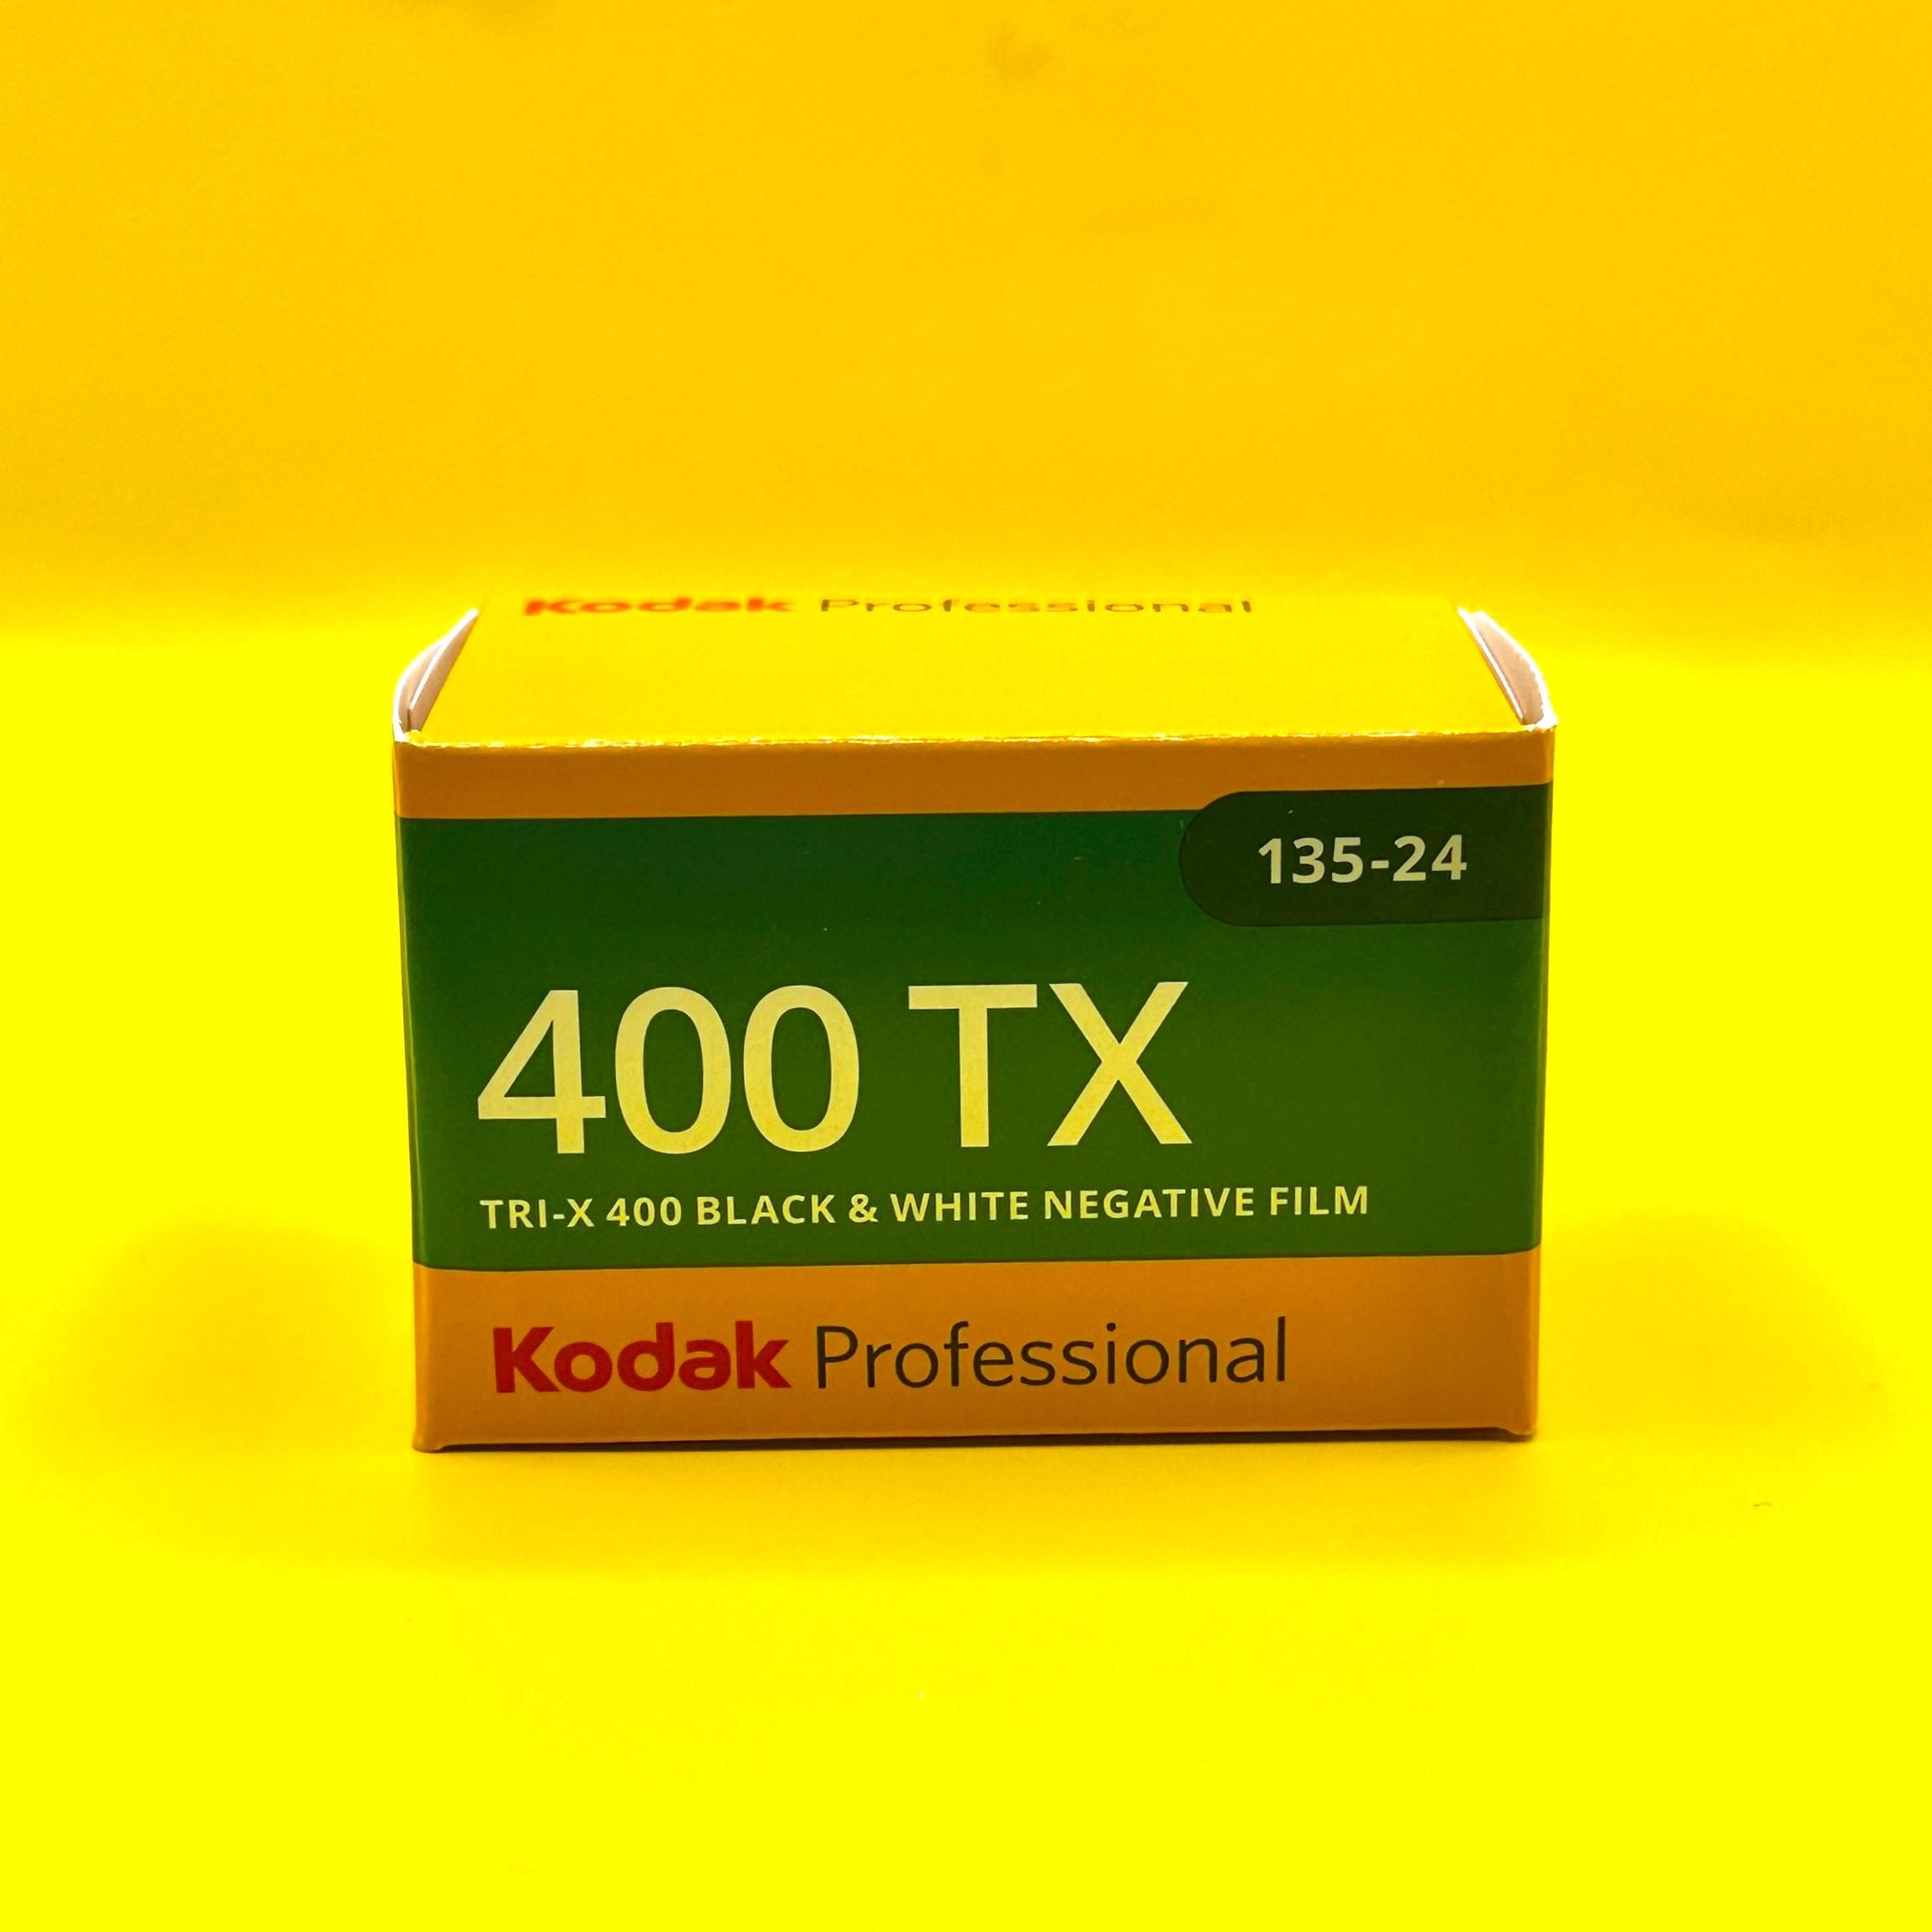 Kodak Professional
135-24
400 TX
TRI-X 400 BLACK & WHITE NEGATIVE FILM
Kodak Professional